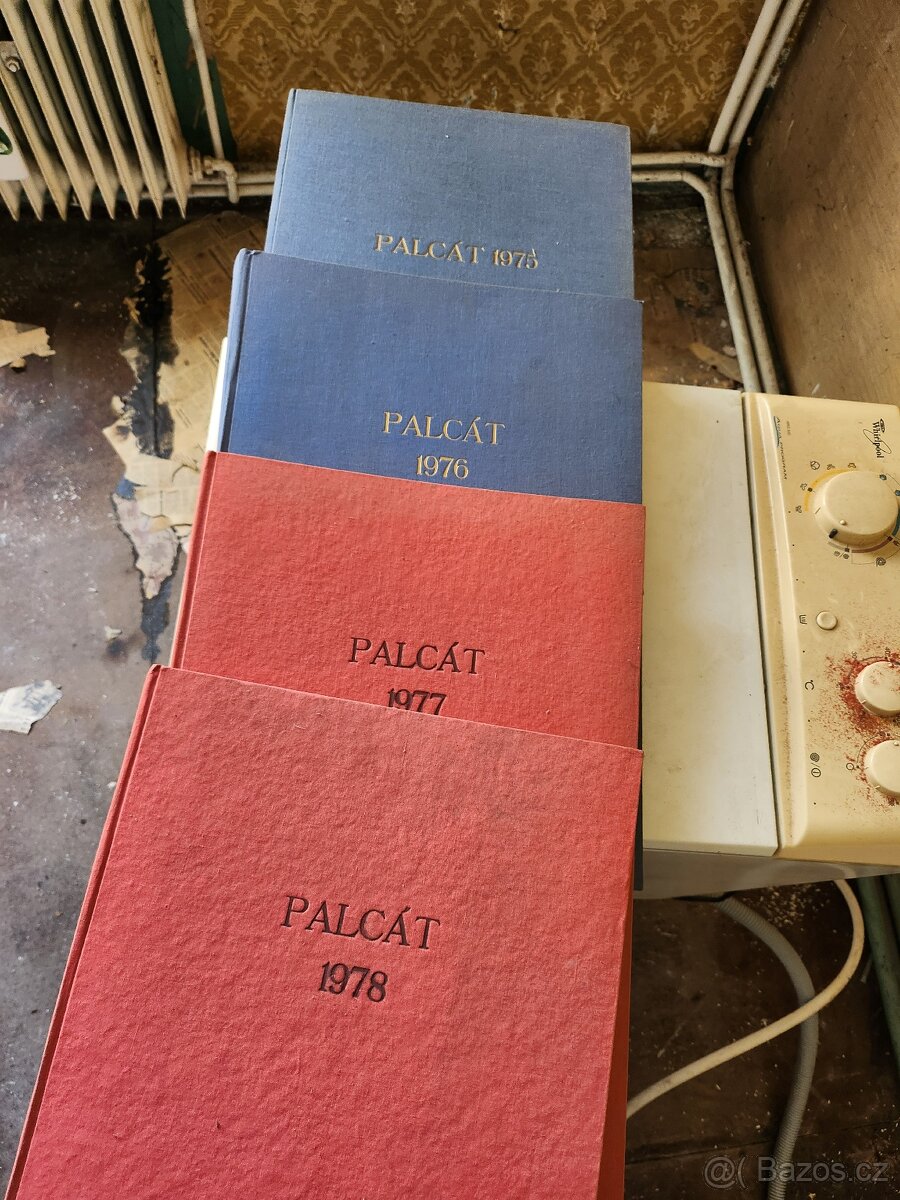 PALCÁT 1975
PALCÁT
1976
PALCÁT
1977
PALCÁT
1978
Whirlpool
@( Bazos.cz